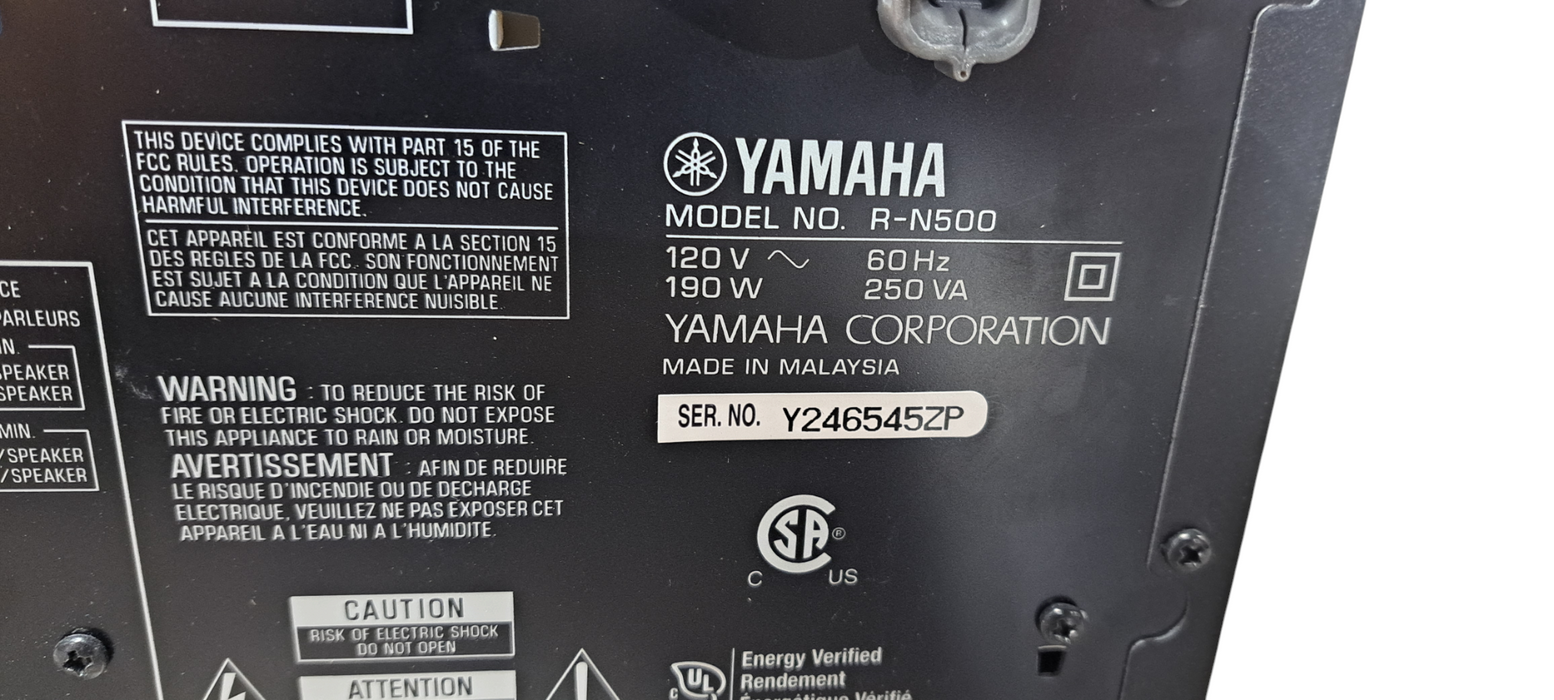 THIS DEVICE COMPLIES WITH PART 15 OF THE
FCC RULES. OPERATION IS SUBJECT TO THE
CONDITION THAT THIS DEVICE DOES NOT CAUSE
HARMFUL INTERFERENCE.
CET APPAREIL EST CONFORME A LA SECTION 15
DES REGLES DE LA FCC. SON FONCTIONNEMENT
EST SUJET A LA CONDITION QUE L'APPAREIL NE
CAUSE AUCUNE INTERFERENCE NUISIBLE.
CE
PARLEURS
IN.
SPEAKER
SPEAKER
MIN.
/SPEAKER
/SPEAKER
WARNING : TO REDUCE THE RISK OF
FIRE OR ELECTRIC SHOCK. DO NOT EXPOSE
THIS APPLIANCE TO RAIN OR MOISTURE.
AVERTISSEMENT : AFIN DE REDUIRE
LE RISQUE D'INCENDIE OU DE DECHARGE
ELECTRIQUE, VEUILLEZ NE PAS EXPOSER CET
APPAREIL A L'EAU NI A L'HUMIDITE.
CAUTION
RISK OF ELECTRIC SHOCK
DO NOT OPEN
ATTENTION
YAMAHA
MODEL NO. R-N500
120 V ~ 60 Hz
190 W 250 VA
YAMAHA CORPORATION
MADE IN MALAYSIA
SER. NO. Y246545ZP
SA ®
C US
C UL
Energy Verified
Rendement
Énergétique Vérifié